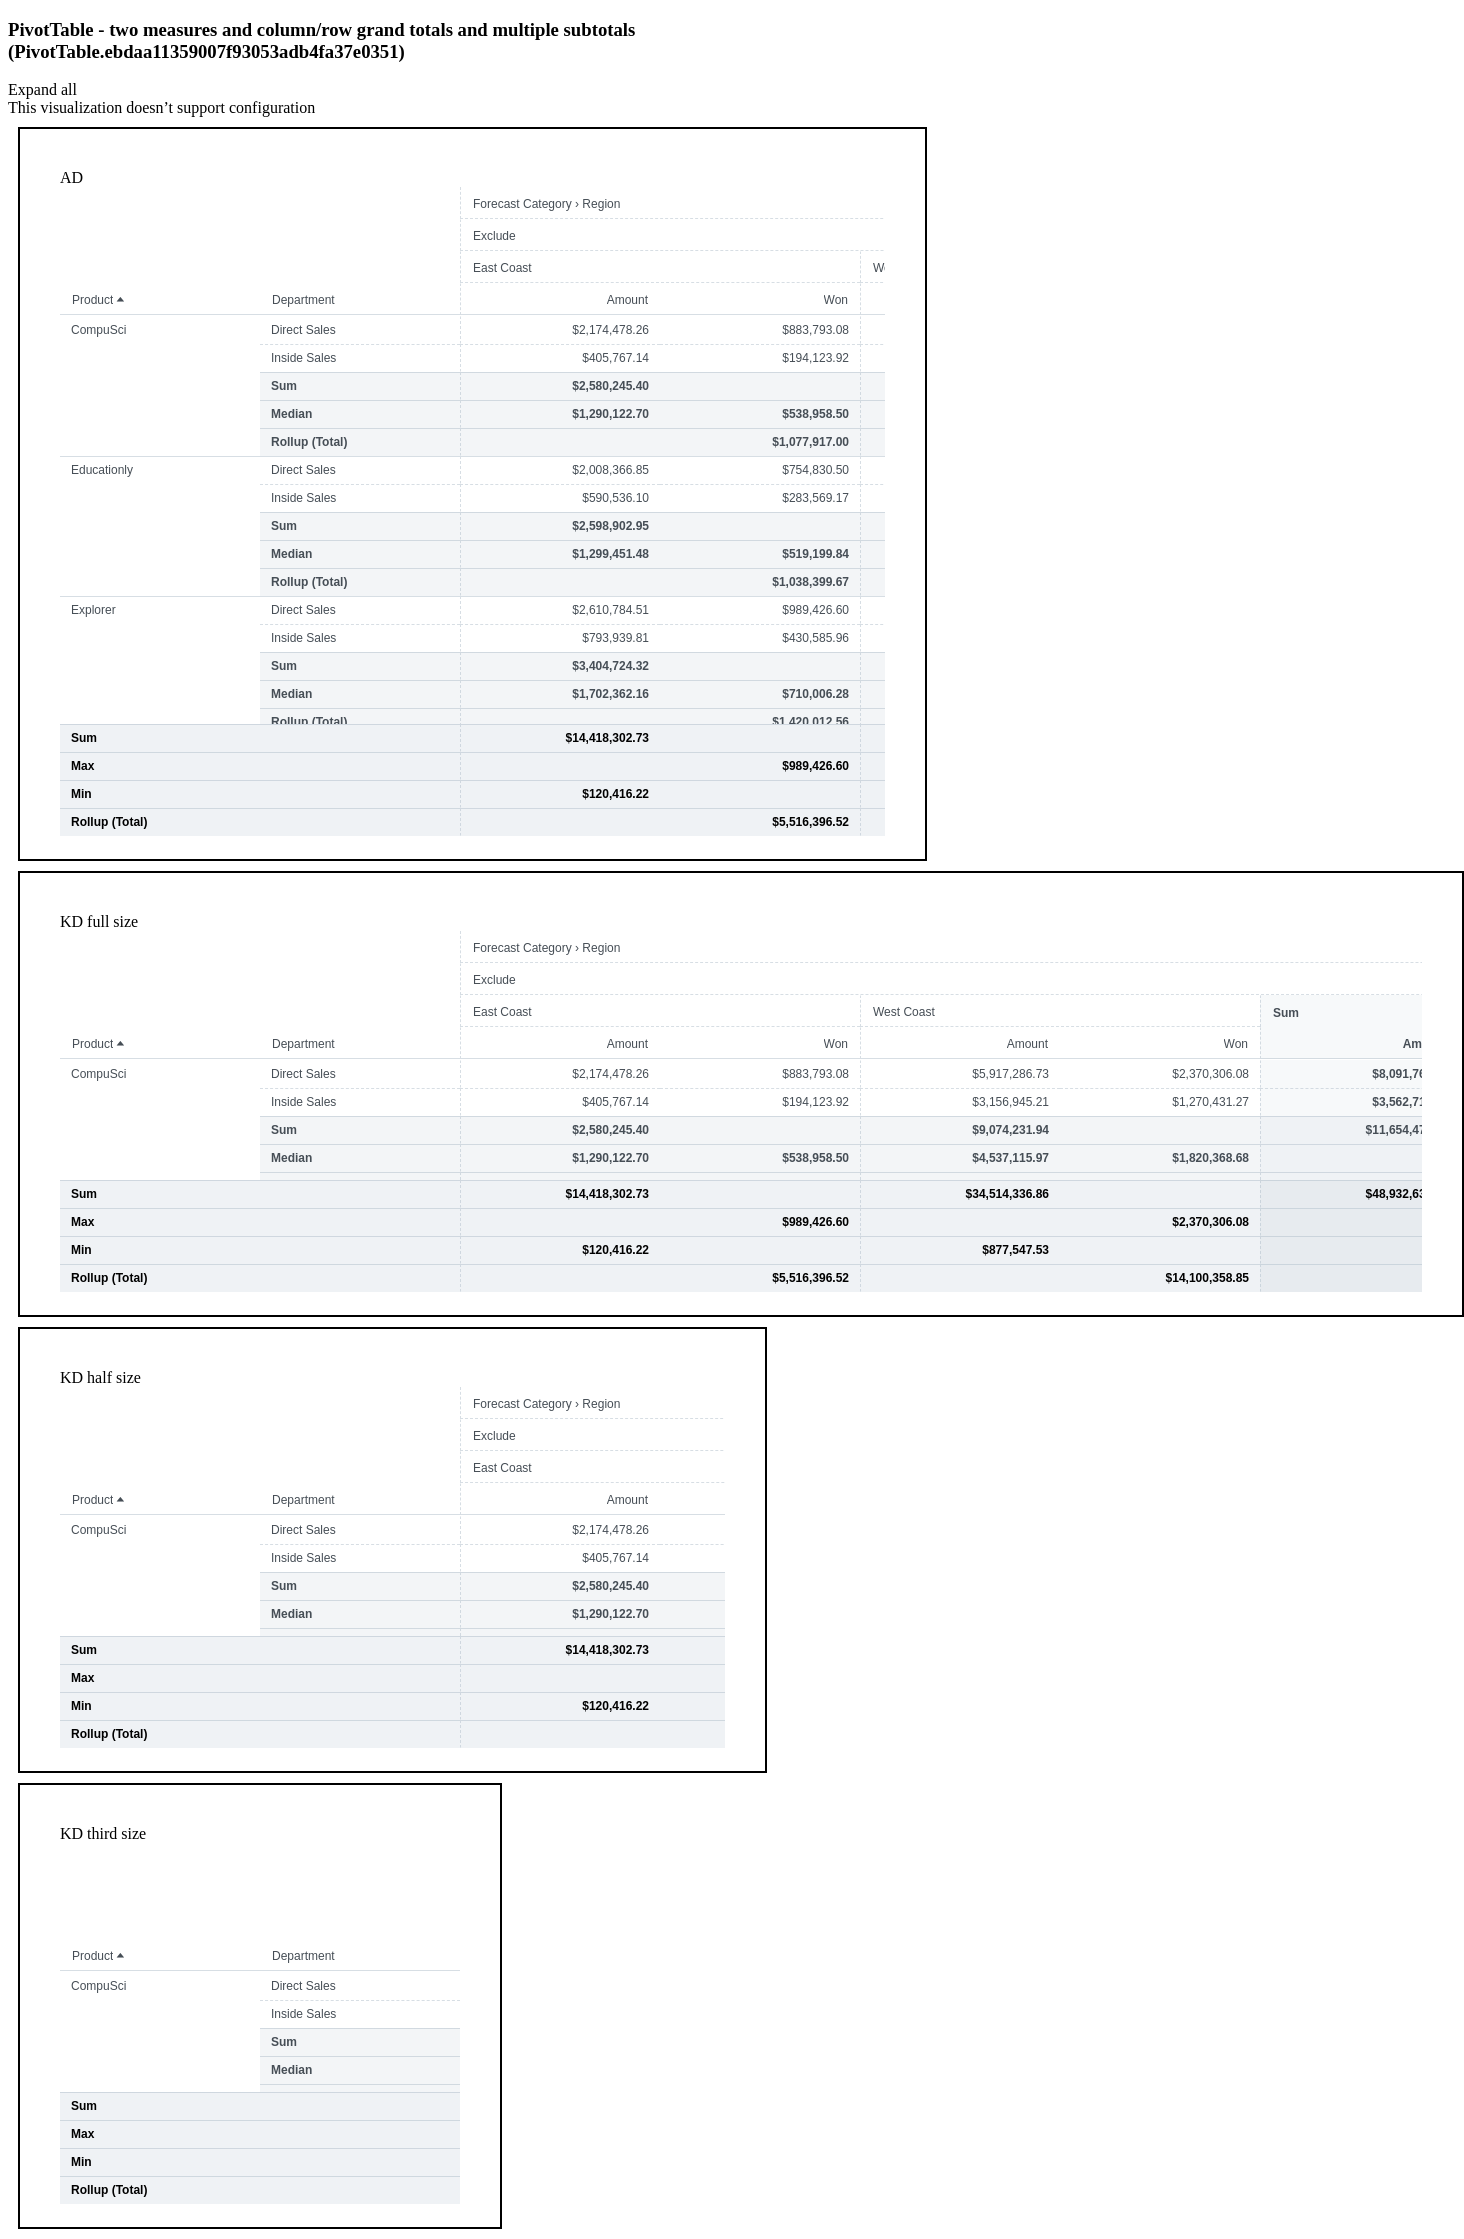 PivotTable - two measures and column/row grand totals and multiple subtotals
(PivotTable.ebdaa11359007f93053adb4fa37e0351)
Expand all
This visualization doesn’t support configuration
AD
Forecast Category › Region
Exclude
East Coast
Product Department Amount Won
CompuSci Direct Sales $2,174,478.26 $883,793.08
Inside Sales $405,767.14 $194,123.92
Sum $2,580,245.40
Median $1,290,122.70 $538,958.50
Rollup (Total) $1,077,917.00
Educationly Direct Sales $2,008,366.85 $754,830.50
Inside Sales $590,536.10 $283,569.17
Sum $2,598,902.95
Median $1,299,451.48 $519,199.84
Rollup (Total) $1,038,399.67
Explorer Direct Sales $2,610,784.51 $989,426.60
Inside Sales $793,939.81 $430,585.96
Sum $3,404,724.32
Median $1,702,362.16 $710,006.28
Rollup (Total) $1,420,012.56
Sum $14,418,302.73
Max $989,426.60
Min $120,416.22
Rollup (Total) $5,516,396.52
KD full size
Forecast Category › Region
Exclude
East Coast West Coast Sum
Product Department Amount Won Amount Won Am
CompuSci Direct Sales $2,174,478.26 $883,793.08 $5,917,286.73 $2,370,306.08 $8,091,76
Inside Sales $405,767.14 $194,123.92 $3,156,945.21 $1,270,431.27 $3,562,71
Sum $2,580,245.40 $9,074,231.94 $11,654,47
Median $1,290,122.70 $538,958.50 $4,537,115.97 $1,820,368.68
Sum $14,418,302.73 $34,514,336.86 $48,932,63
Max $989,426.60 $2,370,306.08
Min $120,416.22 $877,547.53
Rollup (Total) $5,516,396.52 $14,100,358.85
KD half size
Forecast Category › Region
Exclude
East Coast
Product Department Amount
CompuSci Direct Sales $2,174,478.26
Inside Sales $405,767.14
Sum $2,580,245.40
Median $1,290,122.70
Sum $14,418,302.73
Max
Min $120,416.22
Rollup (Total)
KD third size
Product Department
CompuSci Direct Sales
Inside Sales
Sum
Median
Sum
Max
Min
Rollup (Total)